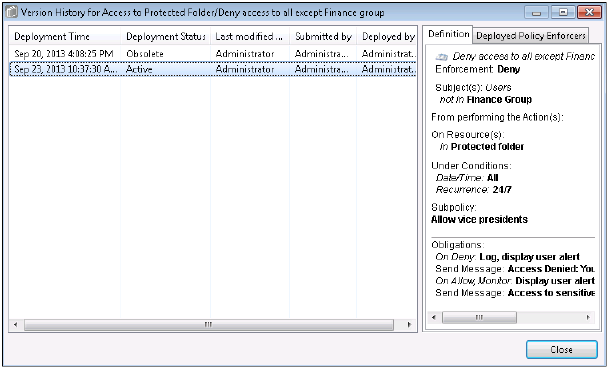 Version History for Access to Protected Folder/Deny access to all except Finance group
Deployment Time Deployment Status Last modified ... Submitted by Deployed by
Sep 20, 2013 4:08:25 PM Obsolete Administrator Administra... Administrat...
Sep 23, 2013 10:37:30 A... Active Administrator Administra... Administrat...
Definition Deployed Policy Enforcers
Deny access to all except Financ
Enforcement: Deny
Subject(s): Users
not in Finance Group
From performing the Action(s):
On Resource(s):
In Protected folder
Under Conditions:
Date/Time: All
Recurrence: 24/7
Subpolicy:
Allow vice presidents
Obligations:
On Deny: Log, display user alert
Send Message: Access Denied: You
On Allow, Monitor: Display user alert
Send Message: Access to sensitive
Close